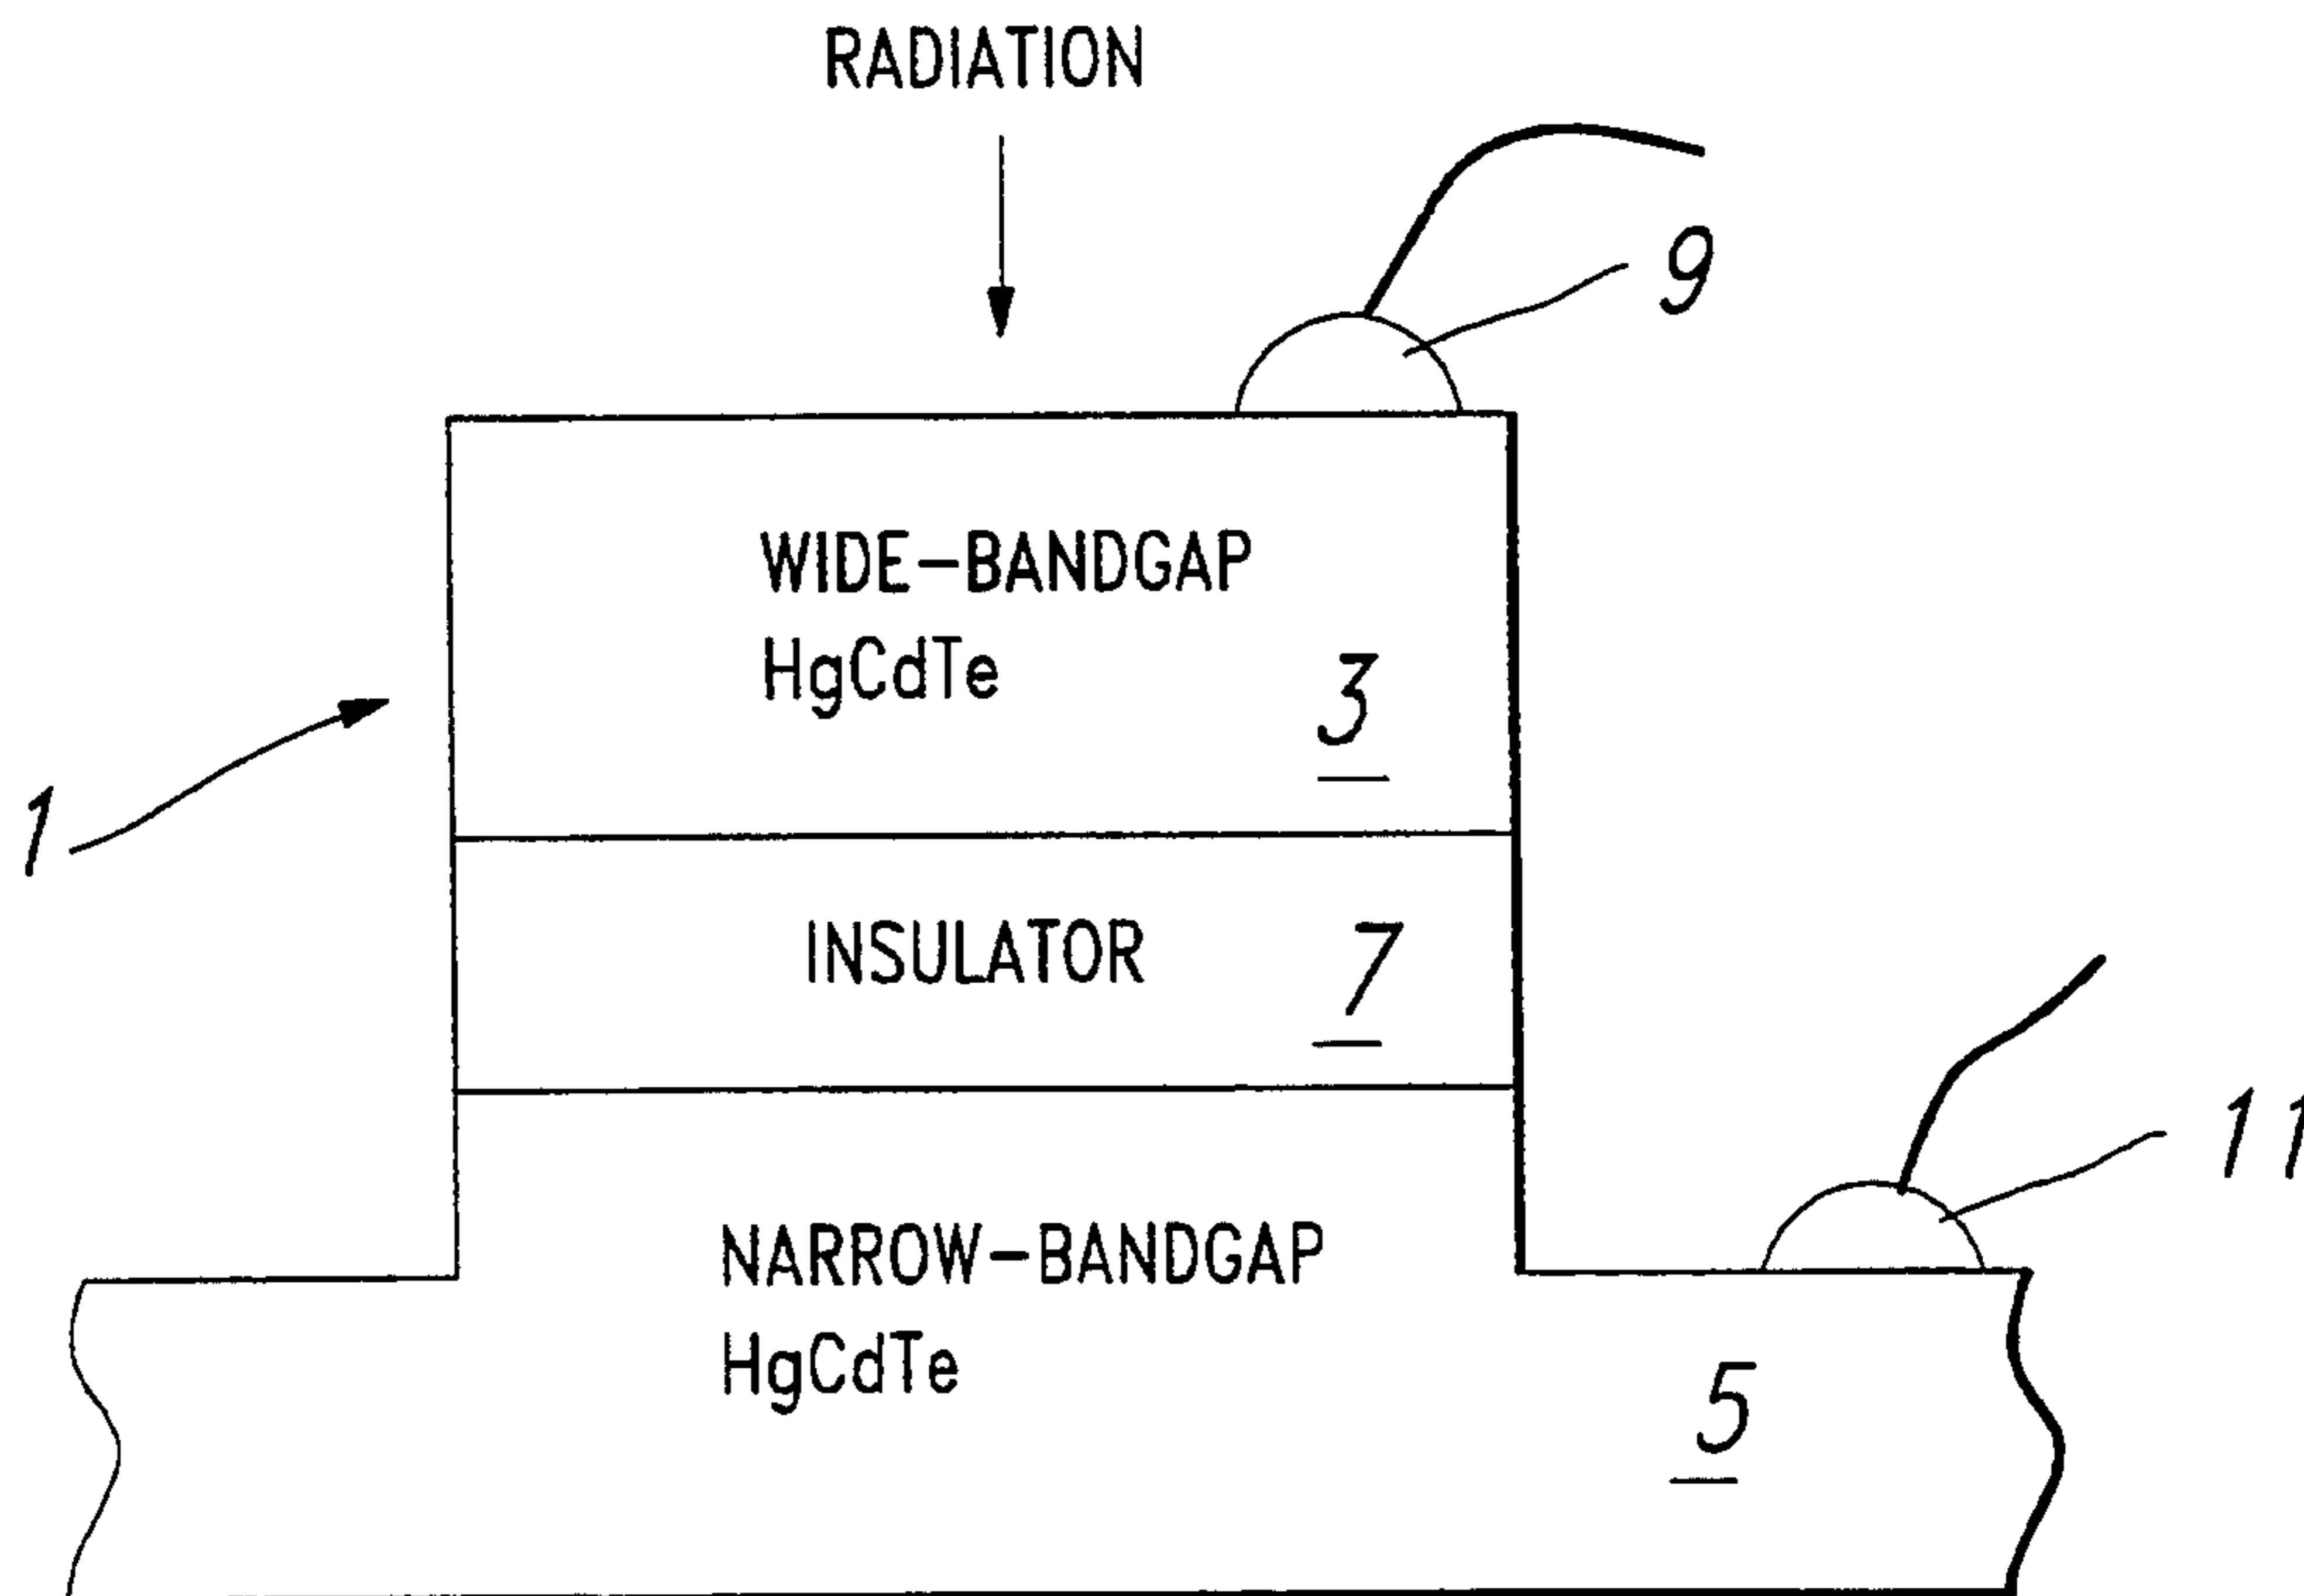 RADIATION
9
WIDE-BANDGAP
HgCdTe
3
1
INSULATOR
7
11
NARROW-BANDGAP
HgCdTe
5